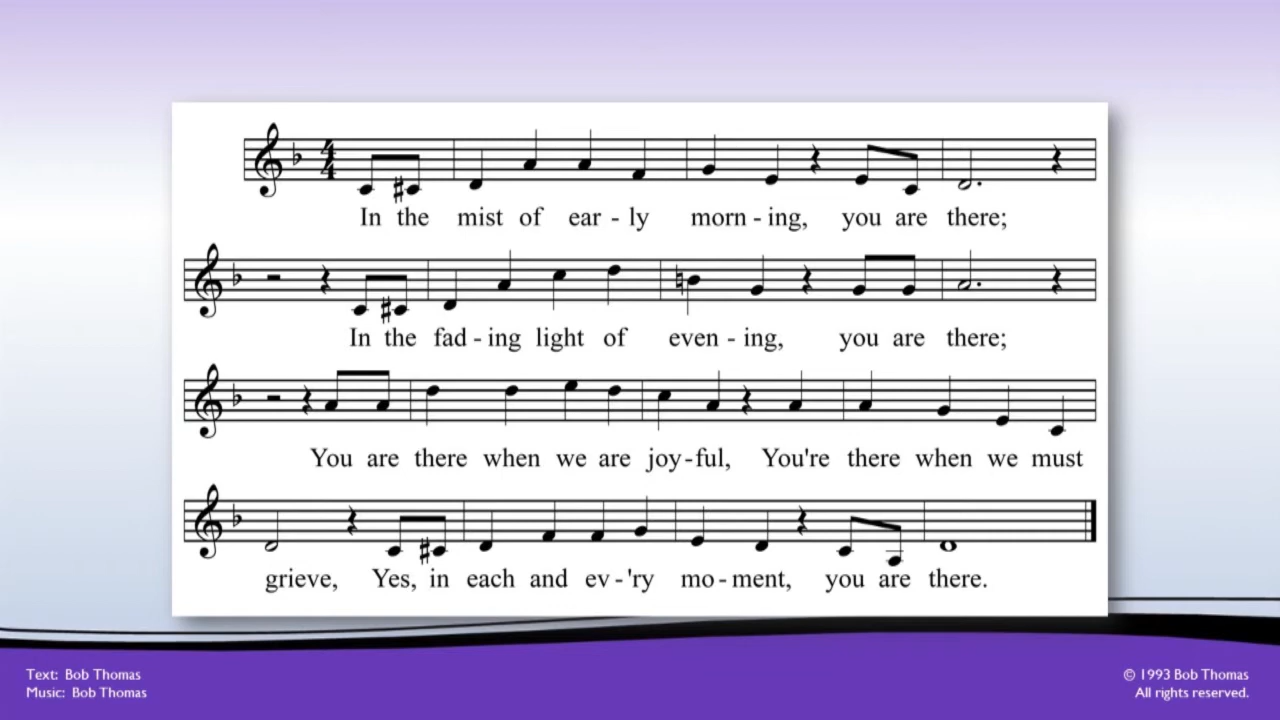 In the mist of ear - ly morn - ing, you are there;
In the fad - ing light of even - ing, you are there;
You are there when we are joy - ful, You're there when we must
grieve, Yes, in each and ev - 'ry mo - ment, you are there.
Text: Bob Thomas
Music: Bob Thomas
© 1993 Bob Thomas
All rights reserved.